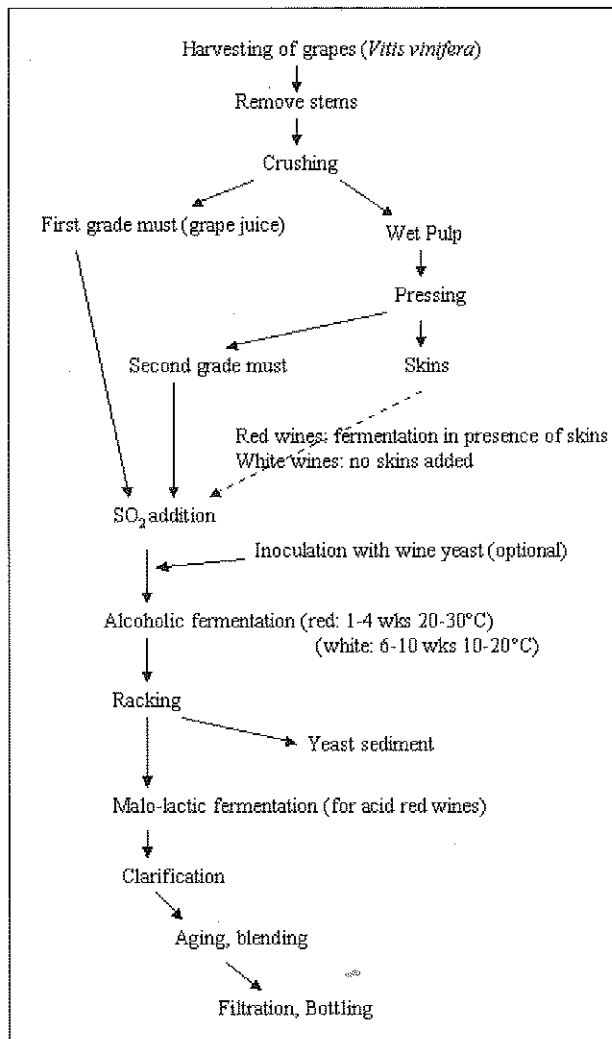 Harvesting of grapes (Vitis vinifera)
Remove stems
Crushing
First grade must (grape juice)
Wet Pulp
Pressing
Second grade must
Skins
Red wines: fermentation in presence of skins
White wines: no skins added
SO₂ addition
Inoculation with wine yeast (optional)
Alcoholic fermentation (red: 1-4 wks 20-30°C)
(white: 6-10 wks 10-20°C)
Racking
Yeast sediment
Malo-lactic fermentation (for acid red wines)
Clarification
Aging, blending
Filtration, Bottling